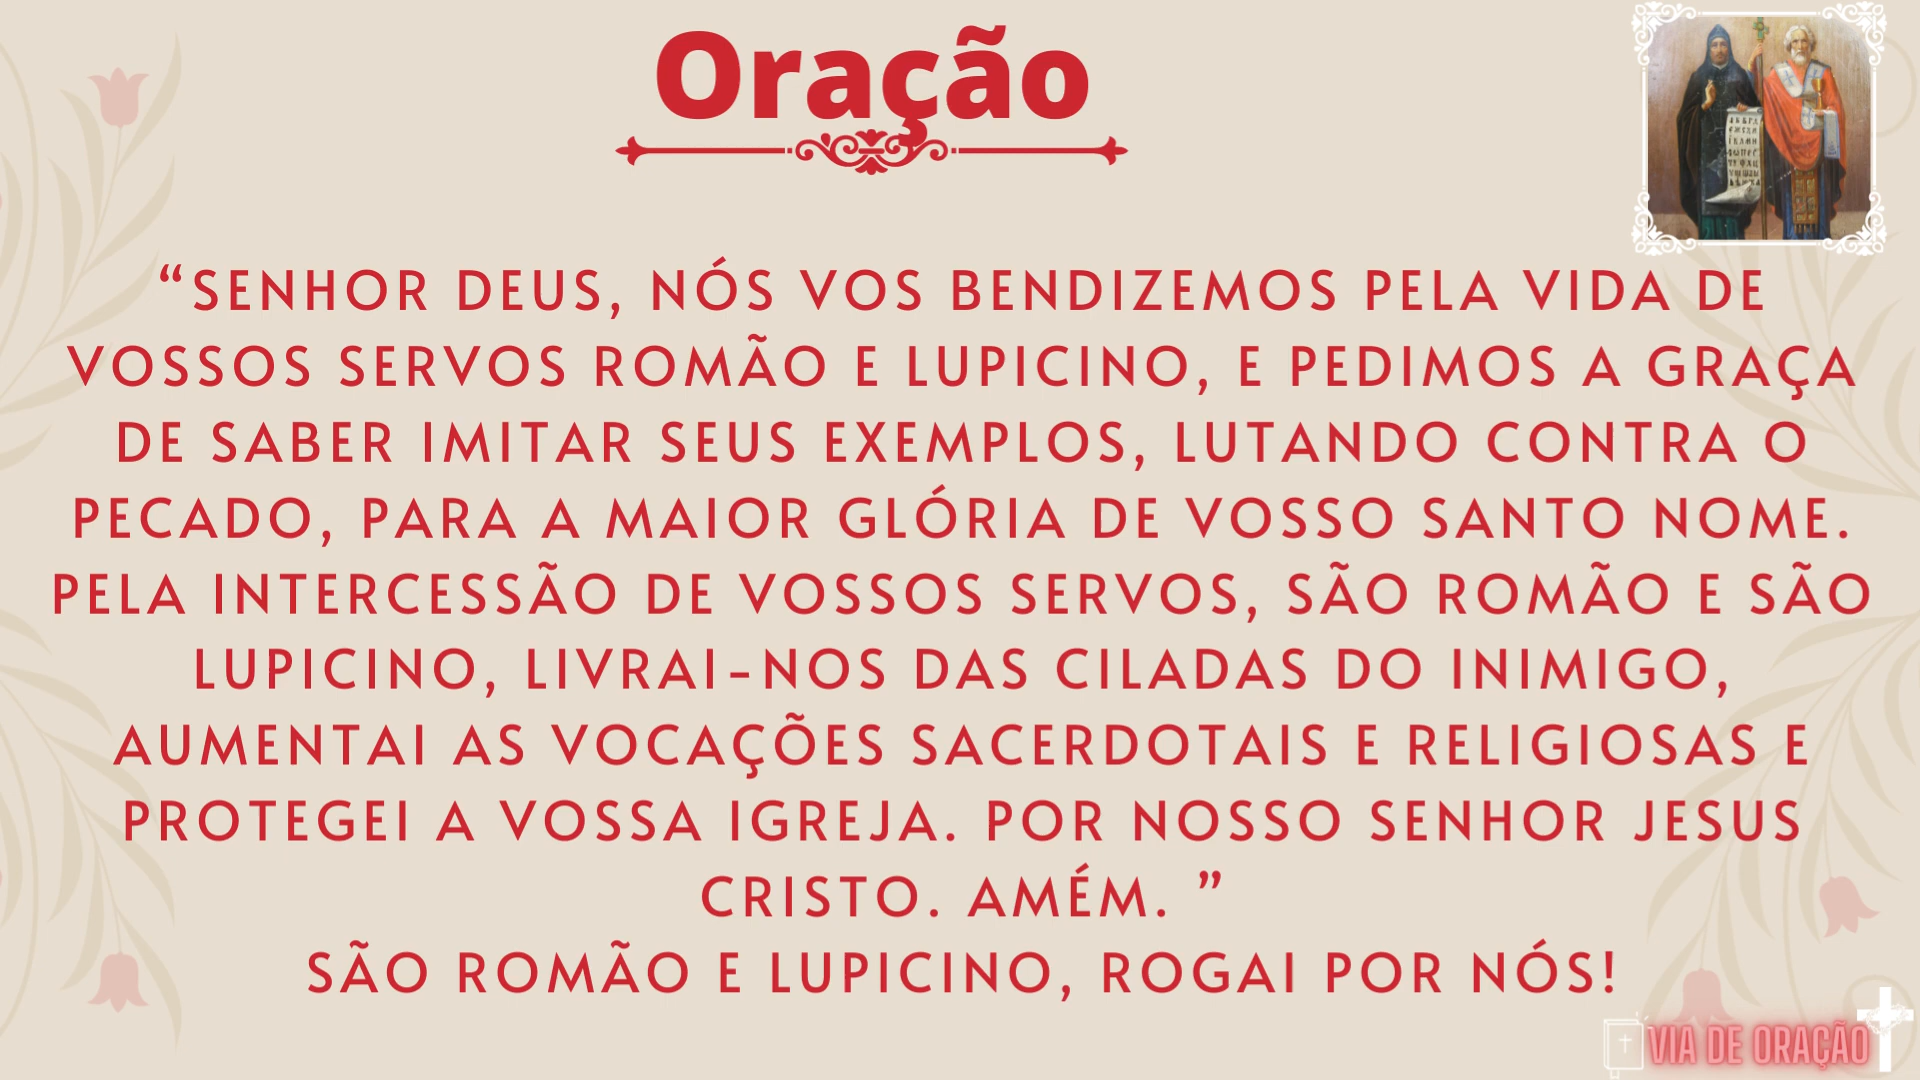 Oração
“SENHOR DEUS, NÓS VOS BENDIZEMOS PELA VIDA DE
VOSSOS SERVOS ROMÃO E LUPICINO, E PEDIMOS A GRAÇA
DE SABER IMITAR SEUS EXEMPLOS, LUTANDO CONTRA O
PECADO, PARA A MAIOR GLÓRIA DE VOSSO SANTO NOME.
PELA INTERCESSÃO DE VOSSOS SERVOS, SÃO ROMÃO E SÃO
LUPICINO, LIVRAI-NOS DAS CILADAS DO INIMIGO,
AUMENTAI AS VOCAÇÕES SACERDOTAIS E RELIGIOSAS E
PROTEGEI A VOSSA IGREJA. POR NOSSO SENHOR JESUS
CRISTO. AMÉM. ”
SÃO ROMÃO E LUPICINO, ROGAI POR NÓS!
VIA DE ORAÇÃO